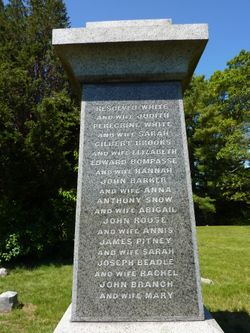 RESOLVED WHITE
AND WIFE JUDITH
PEREGRINE WHITE
AND WIFE SARAH
GILBERT BROOKS
AND WIFE ELIZABETH
EDWARD BOMPASSE
AND WIFE HANNAH
JOHN BARKER
AND WIFE ANNA
ANTHONY SNOW
AND WIFE ABIGAIL
JOHN ROUSE
AND WIFE ANNIS
JAMES PITNEY
AND WIFE SARAH
JOSEPH BEADLE
AND WIFE RACHEL
JOHN BRANCH
AND WIFE MARY